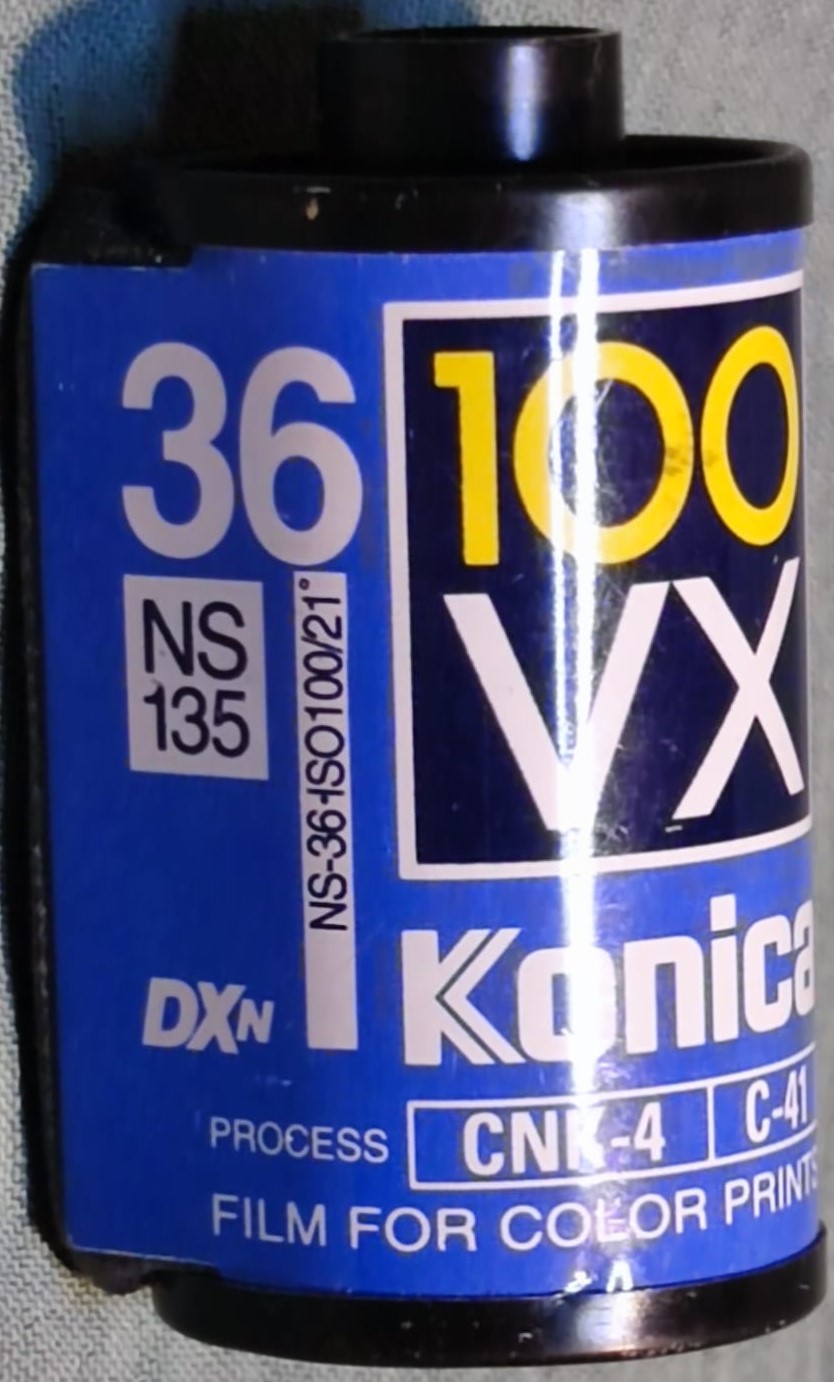 36
100
VX
NS
135
NS-36-ISO100/21°
DXN
Konica
PROCESS CNK-4 C-41
FILM FOR COLOR PRINTS